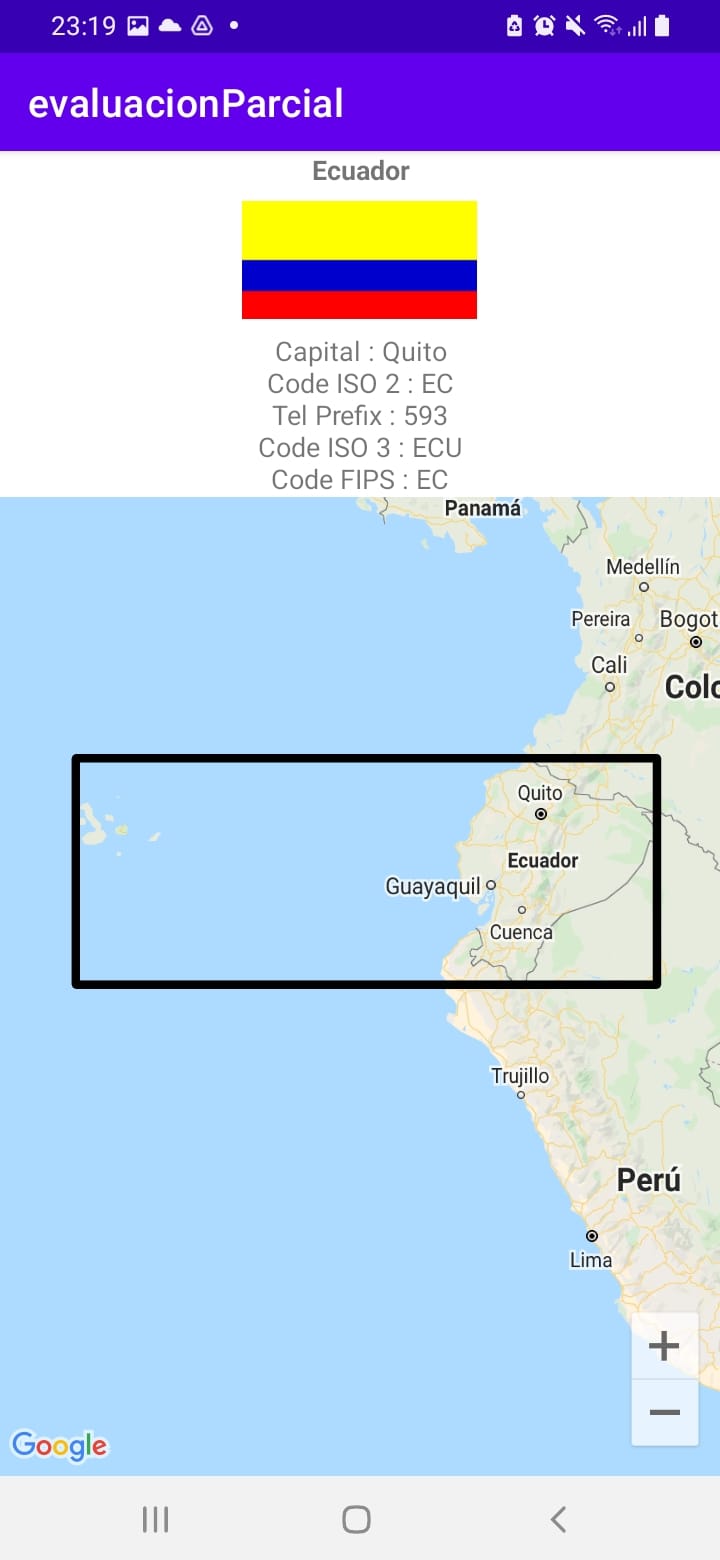 23:19
evaluacionParcial
Ecuador
Capital : Quito
Code ISO 2 : EC
Tel Prefix : 593
Code ISO 3 : ECU
Code FIPS : EC
Panamá
Medellín
Pereira
Bogot
Cali
Colo
Quito
Ecuador
Guayaquil
Cuenca
Trujillo
Perú
Lima
+
−
Google